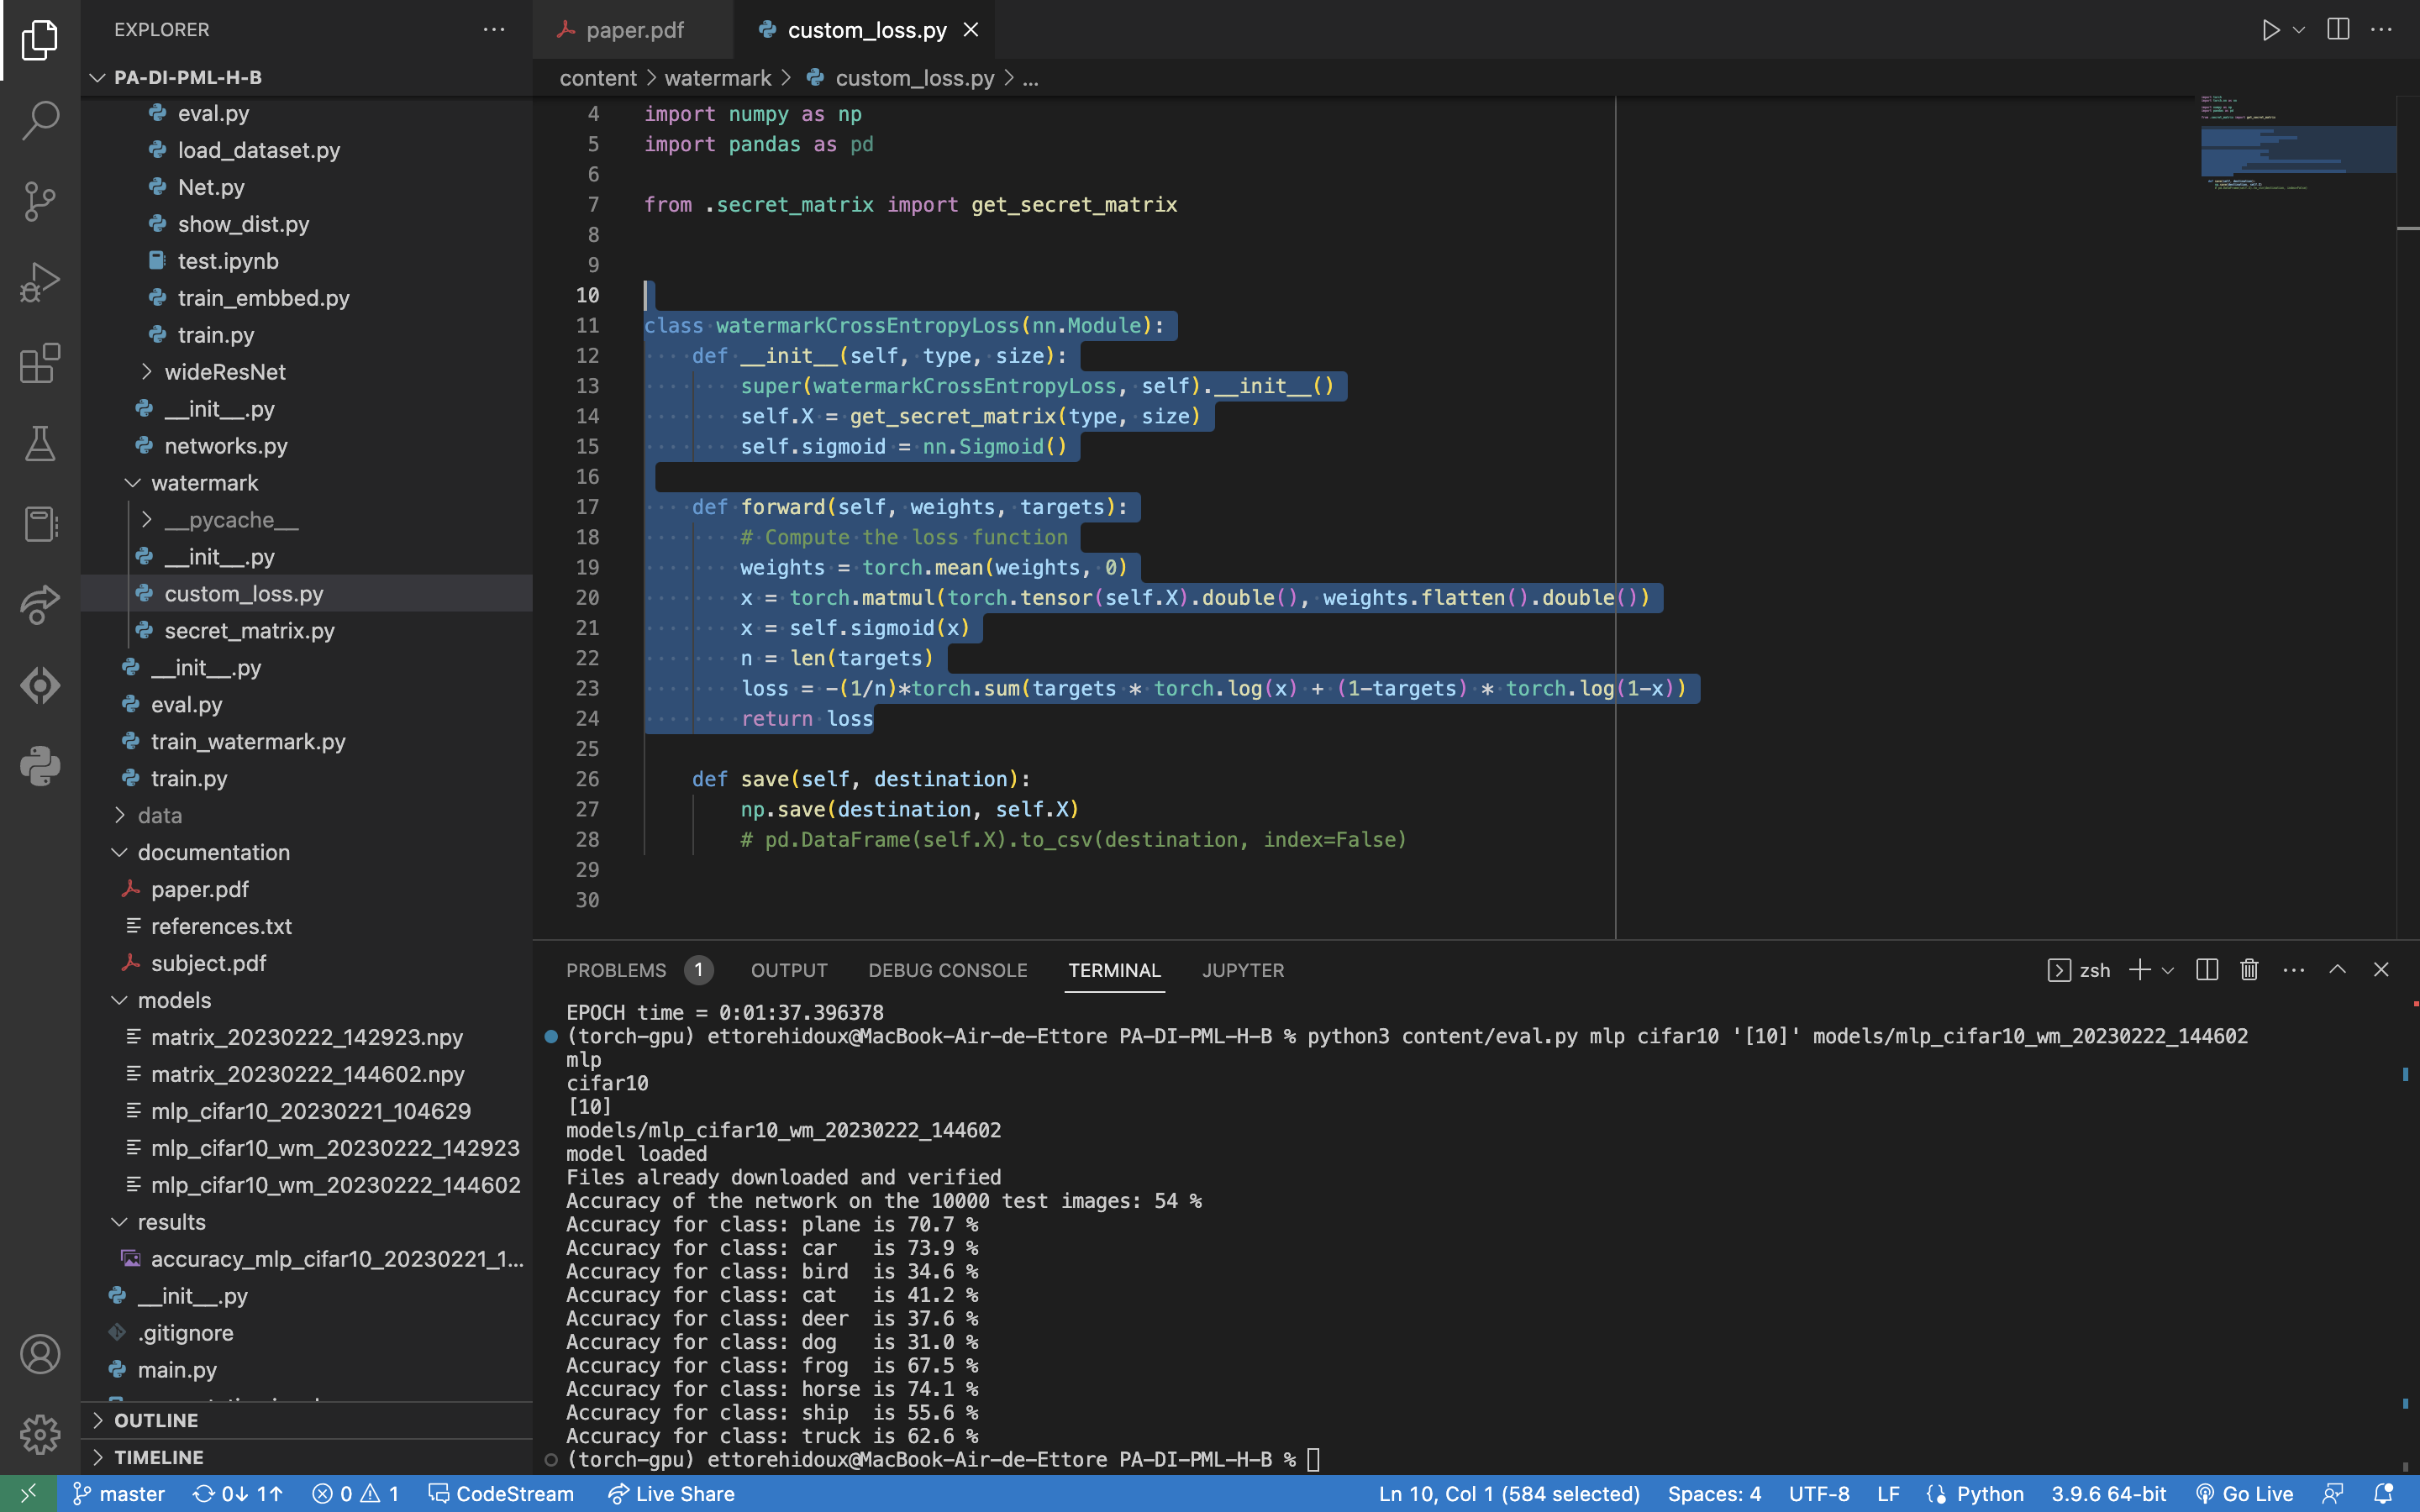 EXPLORER
PA-DI-PML-H-B
eval.py
load_dataset.py
Net.py
show_dist.py
test.ipynb
train_embbed.py
train.py
wideResNet
__init__.py
networks.py
watermark
__pycache__
__init__.py
custom_loss.py
secret_matrix.py
__init__.py
eval.py
train_watermark.py
train.py
data
documentation
paper.pdf
references.txt
subject.pdf
models
matrix_20230222_142923.npy
matrix_20230222_144602.npy
mlp_cifar10_20230221_104629
mlp_cifar10_wm_20230222_142923
mlp_cifar10_wm_20230222_144602
results
accuracy_mlp_cifar10_20230221_1...
__init__.py
.gitignore
main.py
OUTLINE
TIMELINE
paper.pdf
custom_loss.py
content > watermark > custom_loss.py > ...
4 import numpy as np
5 import pandas as pd
6
7 from .secret_matrix import get_secret_matrix
8
9
10
11 class watermarkCrossEntropyLoss(nn.Module):
12     def __init__(self, type, size):
13         super(watermarkCrossEntropyLoss, self).__init__()
14         self.X = get_secret_matrix(type, size)
15         self.sigmoid = nn.Sigmoid()
16
17     def forward(self, weights, targets):
18         # Compute the loss function
19         weights = torch.mean(weights, 0)
20         x = torch.matmul(torch.tensor(self.X).double(), weights.flatten().double())
21         x = self.sigmoid(x)
22         n = len(targets)
23         loss = -(1/n)*torch.sum(targets * torch.log(x) + (1-targets) * torch.log(1-x))
24         return loss
25
26     def save(self, destination):
27         np.save(destination, self.X)
28         # pd.DataFrame(self.X).to_csv(destination, index=False)
29
30
PROBLEMS 1 OUTPUT DEBUG CONSOLE TERMINAL JUPYTER
zsh
EPOCH time = 0:01:37.396378
(torch-gpu) ettorehidoux@MacBook-Air-de-Ettore PA-DI-PML-H-B % python3 content/eval.py mlp cifar10 '[10]' models/mlp_cifar10_wm_20230222_144602
mlp
cifar10
[10]
models/mlp_cifar10_wm_20230222_144602
model loaded
Files already downloaded and verified
Accuracy of the network on the 10000 test images: 54 %
Accuracy for class: plane is 70.7 %
Accuracy for class: car   is 73.9 %
Accuracy for class: bird  is 34.6 %
Accuracy for class: cat   is 41.2 %
Accuracy for class: deer  is 37.6 %
Accuracy for class: dog   is 31.0 %
Accuracy for class: frog  is 67.5 %
Accuracy for class: horse is 74.1 %
Accuracy for class: ship  is 55.6 %
Accuracy for class: truck is 62.6 %
(torch-gpu) ettorehidoux@MacBook-Air-de-Ettore PA-DI-PML-H-B %
master 0↓ 1↑ 0 1 CodeStream Live Share Ln 10, Col 1 (584 selected) Spaces: 4 UTF-8 LF Python 3.9.6 64-bit Go Live